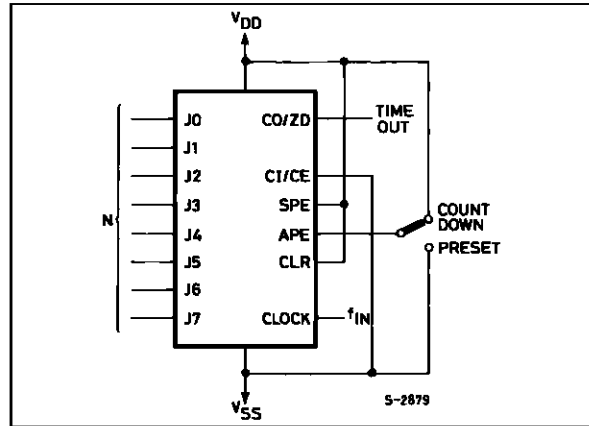 VDD
J0
J1
J2
J3
J4
J5
J6
J7
N
CO/ZD
CI/CE
SPE
APE
CLR
CLOCK
TIME
OUT
COUNT
DOWN
PRESET
fIN
VSS
S-2879